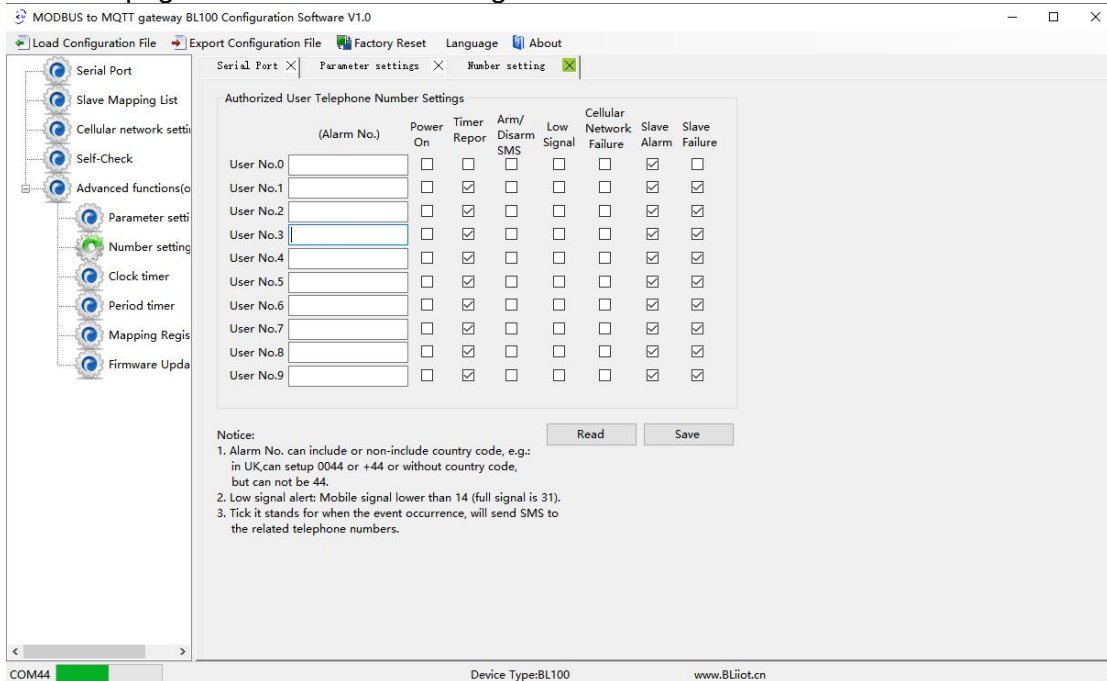 MODBUS to MQTT gateway BL100 Configuration Software V1.0
Load Configuration File Export Configuration File Factory Reset Language About
Serial Port
Slave Mapping List
Cellular network settin
Self-Check
Advanced functions(o
Parameter setti
Number setting
Clock timer
Period timer
Mapping Regis
Firmware Upda
Serial Port Parameter settings Number setting
Authorized User Telephone Number Settings
(Alarm No.) Power On Timer Repor Arm/ Disarm SMS Low Signal Cellular Network Failure Slave Alarm Slave Failure
User No.0
User No.1
User No.2
User No.3
User No.4
User No.5
User No.6
User No.7
User No.8
User No.9
Read Save
Notice:
1. Alarm No. can include or non-include country code, e.g.:
in UK,can setup 0044 or +44 or without country code,
but can not be 44.
2. Low signal alert: Mobile signal lower than 14 (full signal is 31).
3. Tick it stands for when the event occurrence, will send SMS to
the related telephone numbers.
COM44 Device Type:BL100 www.BLiiot.cn